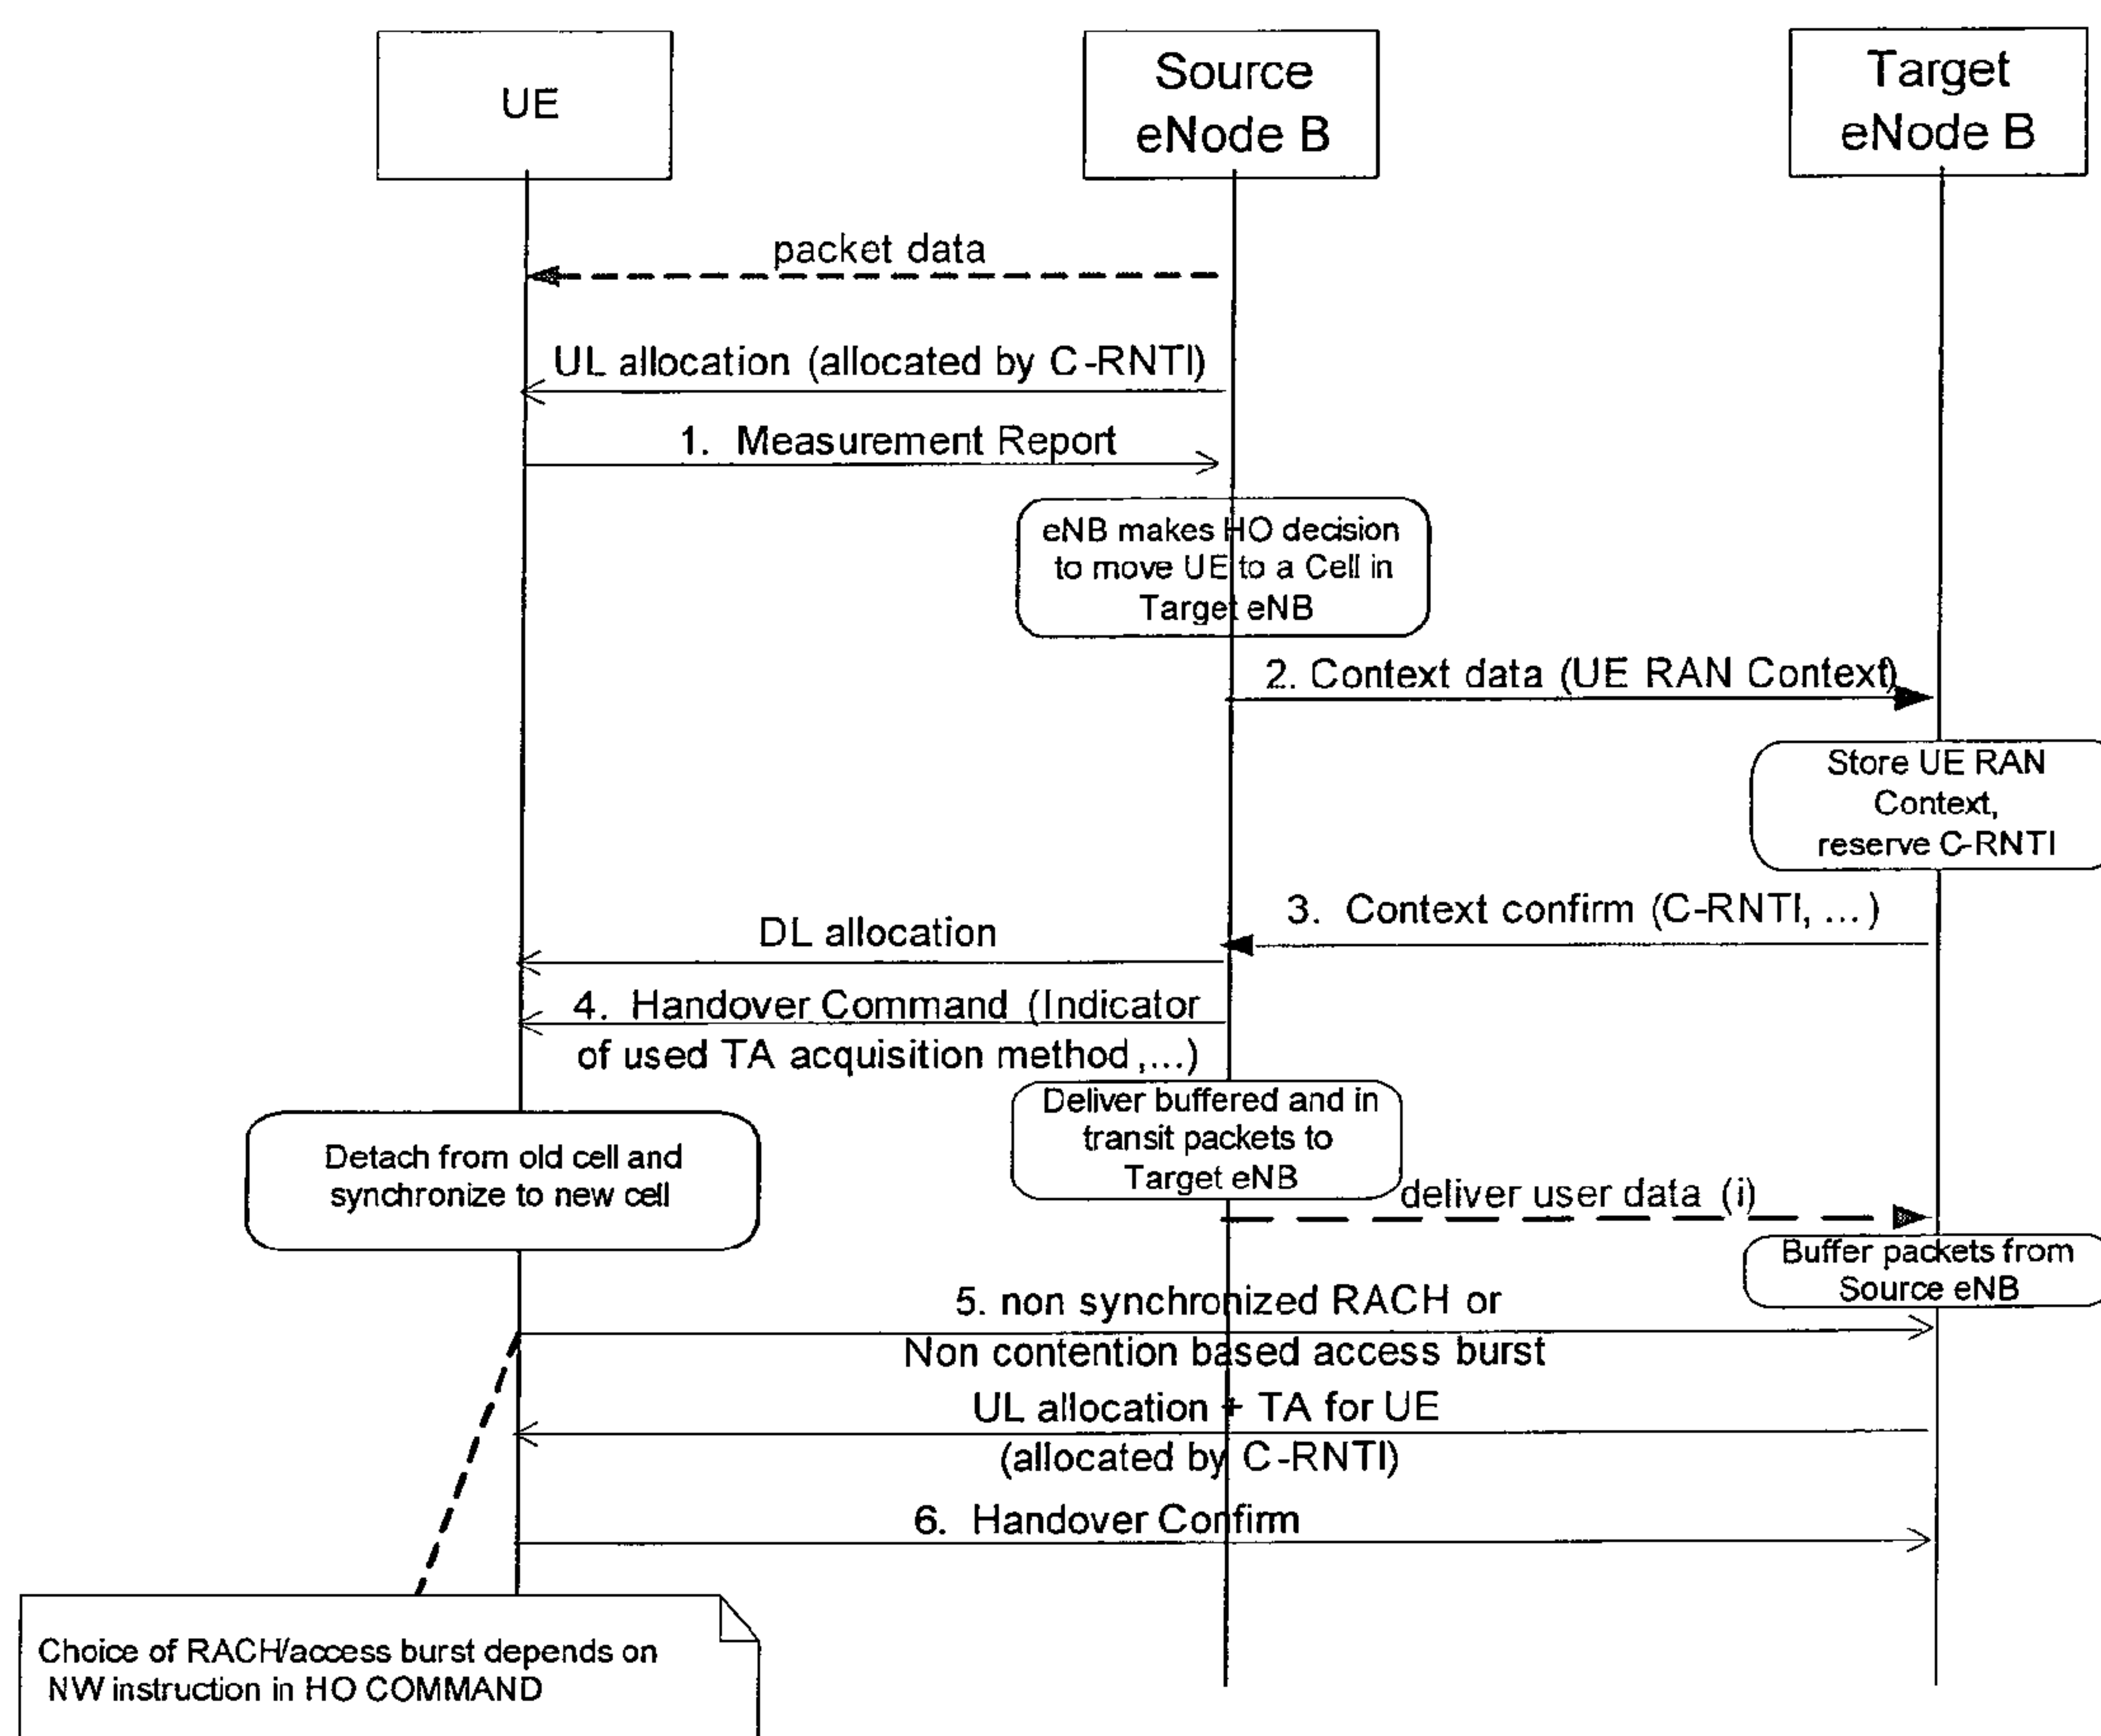 UE
Source
eNode B
Target
eNode B
packet data
UL allocation (allocated by C-RNTI)
1. Measurement Report
eNB makes HO decision
to move UE to a Cell in
Target eNB
2. Context data (UE RAN Context)
Store UE RAN
Context,
reserve C-RNTI
3. Context confirm (C-RNTI, ...)
DL allocation
4. Handover Command (Indicator
of used TA acquisition method ,...)
Deliver buffered and in
transit packets to
Target eNB
Detach from old cell and
synchronize to new cell
deliver user data (i)
Buffer packets from
Source eNB
5. non synchronized RACH or
Non contention based access burst
UL allocation + TA for UE
(allocated by C-RNTI)
6. Handover Confirm
Choice of RACH/access burst depends on
NW instruction in HO COMMAND